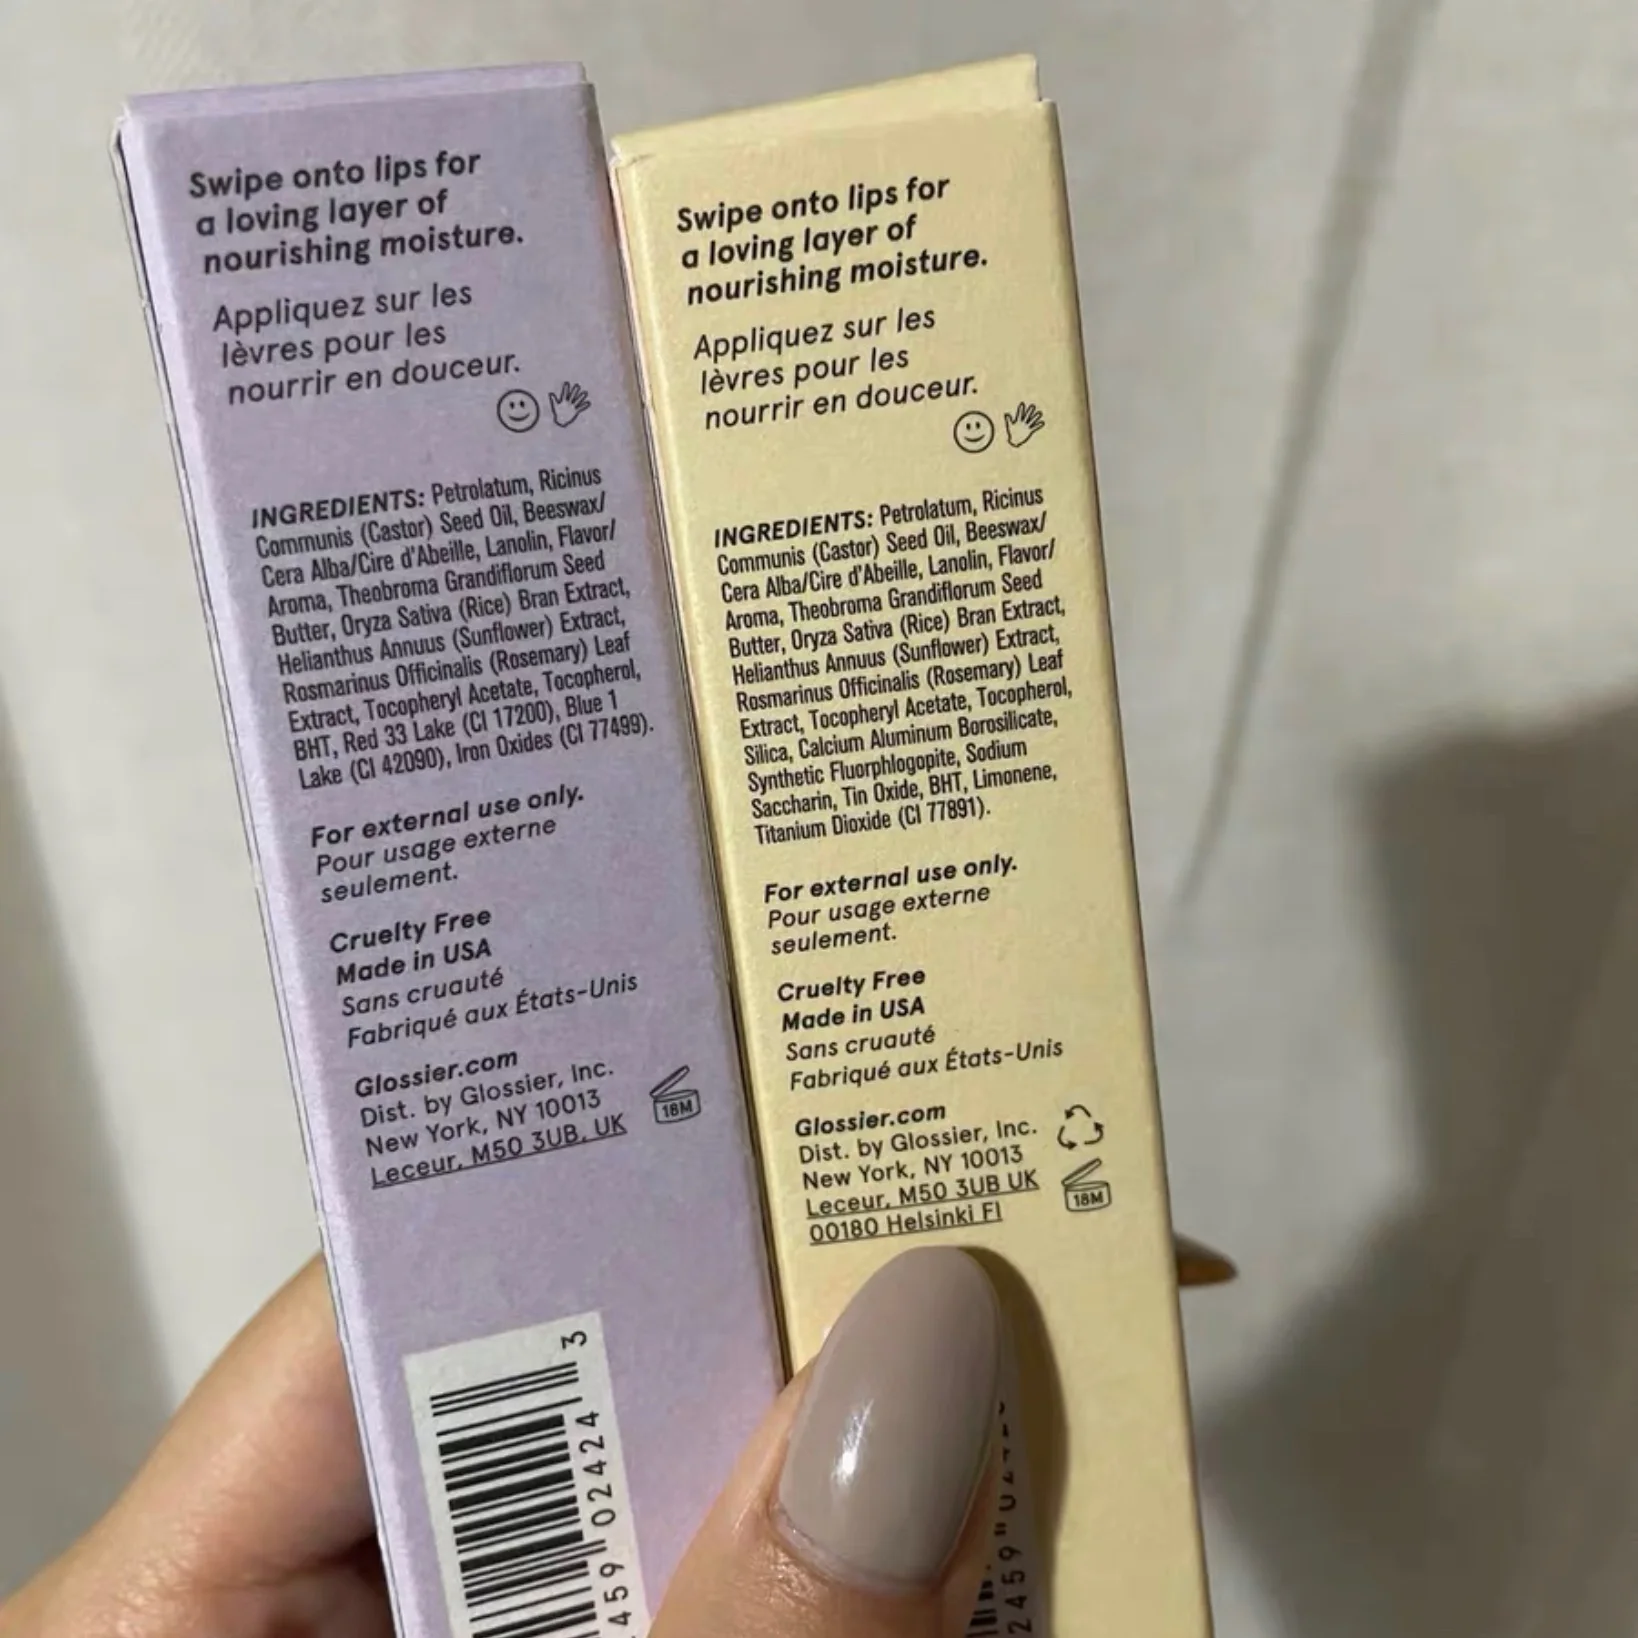 Swipe onto lips for
a loving layer of
nourishing moisture.
Appliquez sur les
lèvres pour les
nourrir en douceur.
INGREDIENTS: Petrolatum, Ricinus
Communis (Castor) Seed Oil, Beeswax/
Cera Alba/Cire d'Abeille, Lanolin, Flavor/
Aroma, Theobroma Grandiflorum Seed
Butter, Oryza Sativa (Rice) Bran Extract,
Helianthus Annuus (Sunflower) Extract,
Rosmarinus Officinalis (Rosemary) Leaf
Extract, Tocopheryl Acetate, Tocopherol,
BHT, Red 33 Lake (CI 17200), Blue 1
Lake (CI 42090), Iron Oxides (CI 77499).
For external use only.
Pour usage externe
seulement.
Cruelty Free
Made in USA
Sans cruauté
Fabriqué aux États-Unis
Glossier.com
Dist. by Glossier, Inc.
New York, NY 10013
Leceur, M50 3UB, UK
18M
459 02424 3
Swipe onto lips for
a loving layer of
nourishing moisture.
Appliquez sur les
lèvres pour les
nourrir en douceur.
INGREDIENTS: Petrolatum, Ricinus
Communis (Castor) Seed Oil, Beeswax/
Cera Alba/Cire d'Abeille, Lanolin, Flavor/
Aroma, Theobroma Grandiflorum Seed
Butter, Oryza Sativa (Rice) Bran Extract,
Helianthus Annuus (Sunflower) Extract,
Rosmarinus Officinalis (Rosemary) Leaf
Extract, Tocopheryl Acetate, Tocopherol,
Silica, Calcium Aluminum Borosilicate,
Synthetic Fluorphlogopite, Sodium
Saccharin, Tin Oxide, BHT, Limonene,
Titanium Dioxide (CI 77891).
For external use only.
Pour usage externe
seulement.
Cruelty Free
Made in USA
Sans cruauté
Fabriqué aux États-Unis
Glossier.com
Dist. by Glossier, Inc.
New York, NY 10013
Leceur, M50 3UB UK
00180 Helsinki FI
18M